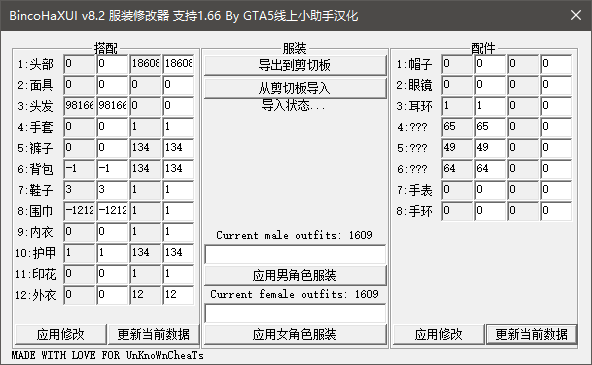 BincoHaXUI v8.2 服装修改器 支持1.66 By GTA5线上小助手汉化
搭配
1:头部 0 0 18608 18608
2:面具 0 0 0 0
3:头发 98166 98166 0 0
4:手套 0 0 1 1
5:裤子 0 0 134 134
6:背包 -1 -1 134 134
7:鞋子 3 3 1 1
8:围巾 -1212 -1212 1 1
9:内衣 0 0 1 1
10:护甲 1 1 134 134
11:印花 0 0 1 1
12:外衣 0 0 12 12
应用修改 更新当前数据
服装
导出到剪切板
从剪切板导入
导入状态...
Current male outfits: 1609
应用男角色服装
Current female outfits: 1609
应用女角色服装
配件
1:帽子 0 0 0 0
2:眼镜 0 0 0 0
3:耳环 1 1 0 0
4:??? 65 65 0 0
5:??? 49 49 0 0
6:??? 64 64 0 0
7:手表 0 0 0 0
8:手环 0 0 0 0
应用修改 更新当前数据
MADE WITH LOVE FOR UnKnoWnCheaTs